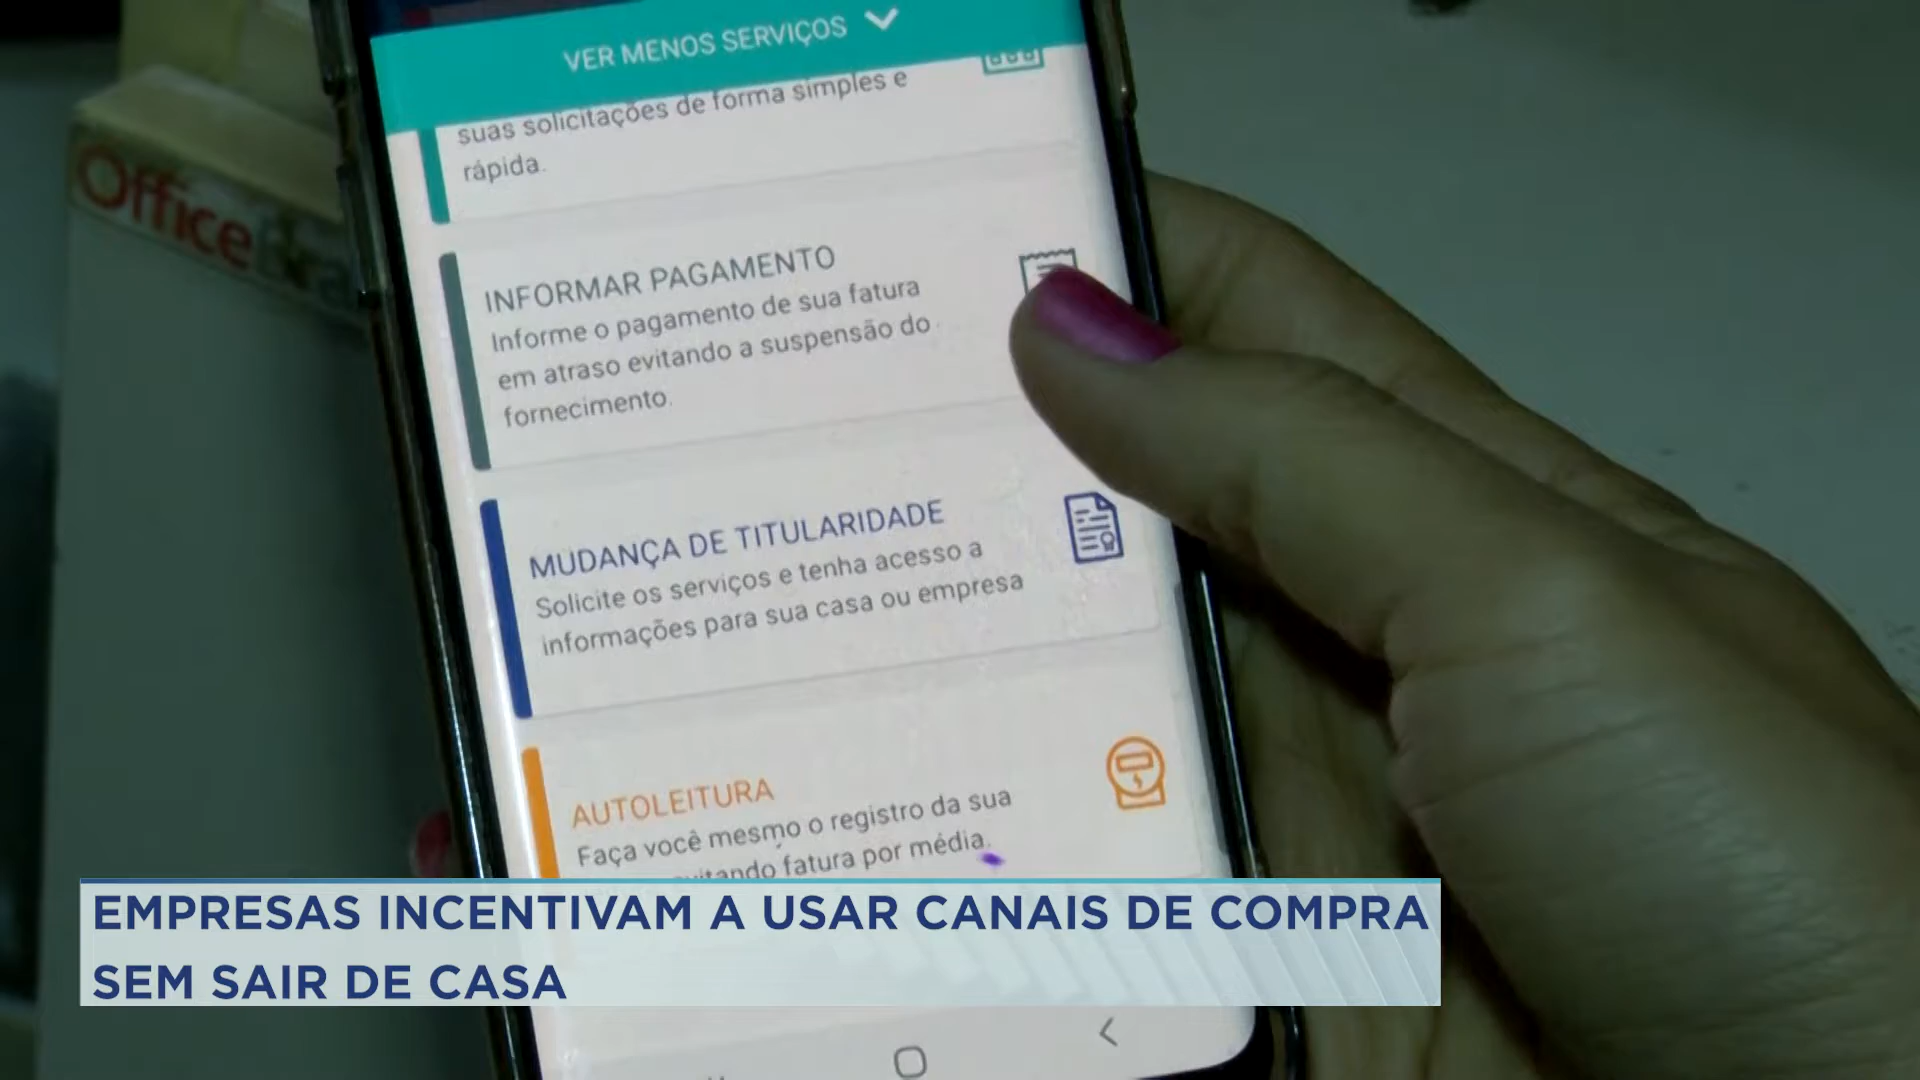 VER MENOS SERVIÇOS
suas solicitações de forma simples e
rápida.
Office
INFORMAR PAGAMENTO
Informe o pagamento de sua fatura
em atraso evitando a suspensão do
fornecimento.
MUDANÇA DE TITULARIDADE
Solicite os serviços e tenha acesso a
informações para sua casa ou empresa
AUTOLEITURA
Faça você mesmo o registro da sua
fatura por média.
EMPRESAS INCENTIVAM A USAR CANAIS DE COMPRA
SEM SAIR DE CASA